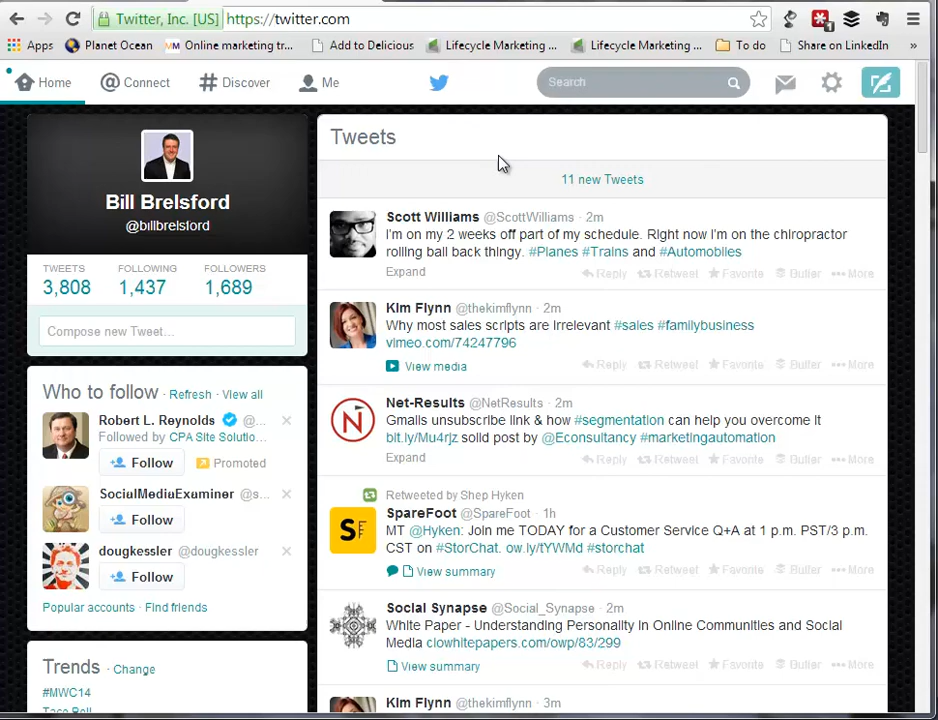 Twitter, Inc. [US] https://twitter.com
1
Apps Planet Ocean Online marketing tr... Add to Delicious Lifecycle Marketing ... Lifecycle Marketing ... To do Share on LinkedIn »
Home Connect Discover Me Search
Bill Brelsford
@billbrelsford
TWEETS FOLLOWING FOLLOWERS
3,808 1,437 1,689
Compose new Tweet...
Who to follow · Refresh · View all
Robert L. Reynolds @...
Followed by CPA Site Solutio...
Follow Promoted
SocialMediaExaminer @s...
Follow
dougkessler @dougkessler
Follow
Popular accounts · Find friends
Trends · Change
#MWC14
Taco Bell
Tweets
11 new Tweets
Scott Williams @ScottWilliams · 2m
I'm on my 2 weeks off part of my schedule. Right now I'm on the chiropractor
rolling ball back thingy. #Planes #Trains and #Automobiles
Expand Reply Retweet Favorite Buffer More
Kim Flynn @thekimflynn · 2m
Why most sales scripts are irrelevant #sales #familybusiness
vimeo.com/74247796
View media Reply Retweet Favorite Buffer More
Net-Results @NetResults · 2m
Gmails unsubscribe link & how #segmentation can help you overcome it
bit.ly/Mu4rjz solid post by @Econsultancy #marketingautomation
Expand Reply Retweet Favorite Buffer More
Retweeted by Shep Hyken
SpareFoot @SpareFoot · 1h
MT @Hyken: Join me TODAY for a Customer Service Q+A at 1 p.m. PST/3 p.m.
CST on #StorChat. ow.ly/tYWMd #storchat
View summary Reply Retweet Favorite Buffer More
Social Synapse @Social_Synapse · 2m
White Paper - Understanding Personality in Online Communities and Social
Media clowhitepapers.com/owp/83/299
View summary Reply Retweet Favorite Buffer More
Kim Flynn @thekimflynn · 3m